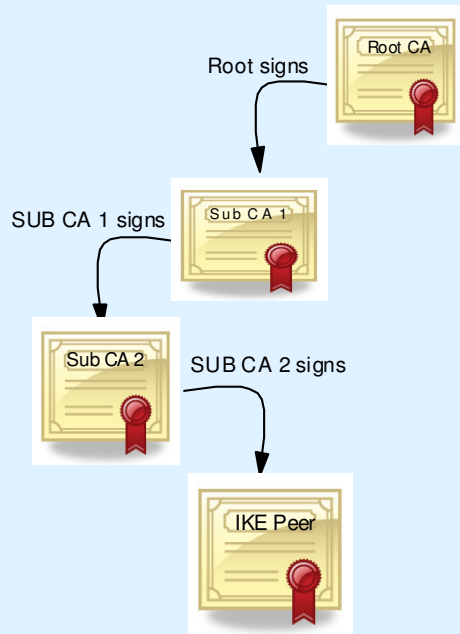 Root CA
Root signs
Sub CA 1
SUB CA 1 signs
Sub CA 2
SUB CA 2 signs
IKE Peer